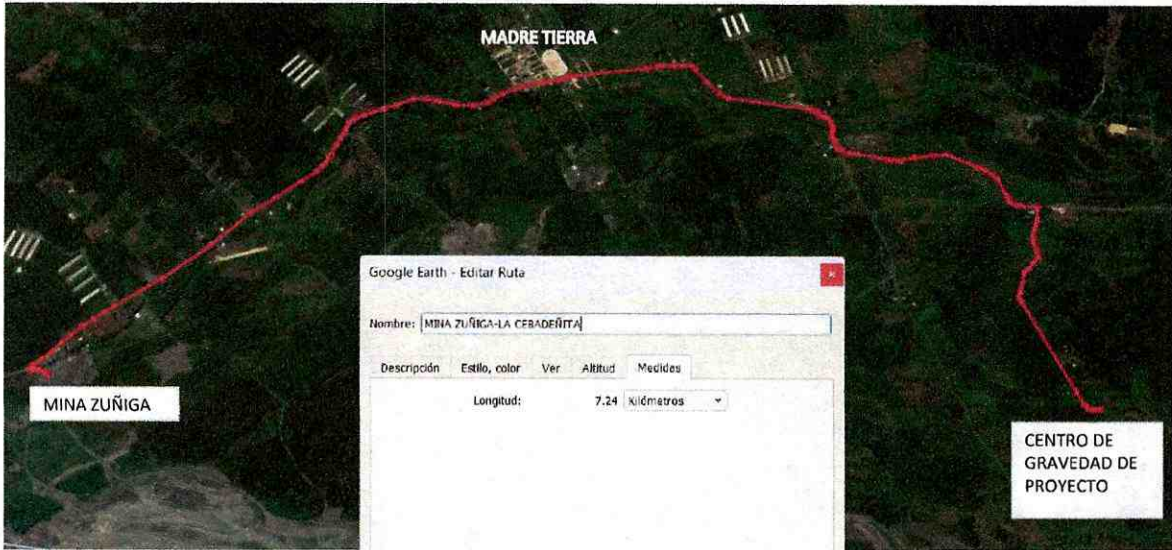 MADRE TIERRA
Google Earth - Editar Ruta
Nombre: MINA ZUÑIGA-LA CEBADEÑITA
Descripción Estilo, color Ver Altitud Medidas
Longitud: 7.24 Kilómetros
MINA ZUÑIGA
CENTRO DE
GRAVEDAD DE
PROYECTO